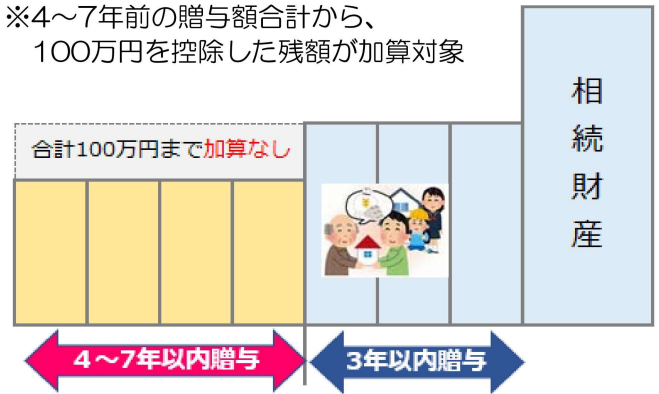 ※4～7年前の贈与額合計から、
100万円を控除した残額が加算対象
合計100万円まで加算なし
相続財産
4～7年以内贈与
3年以内贈与